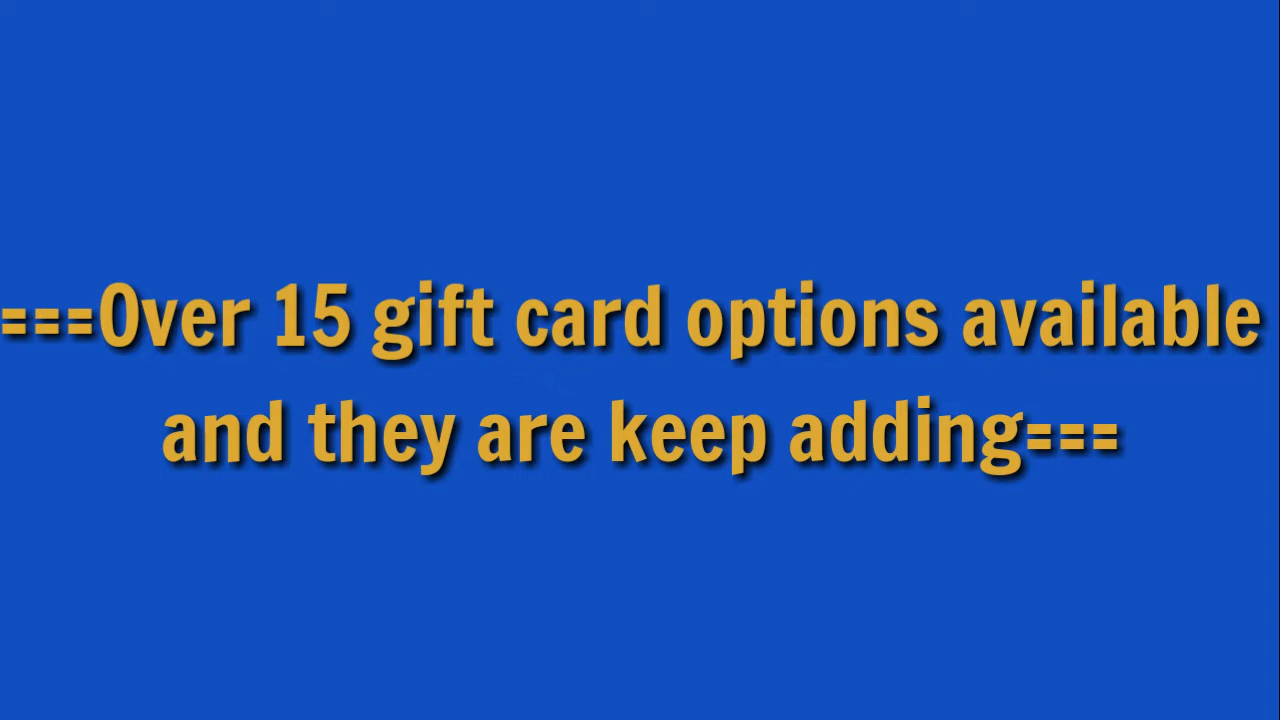 ===Over 15 gift card options available
and they are keep adding===